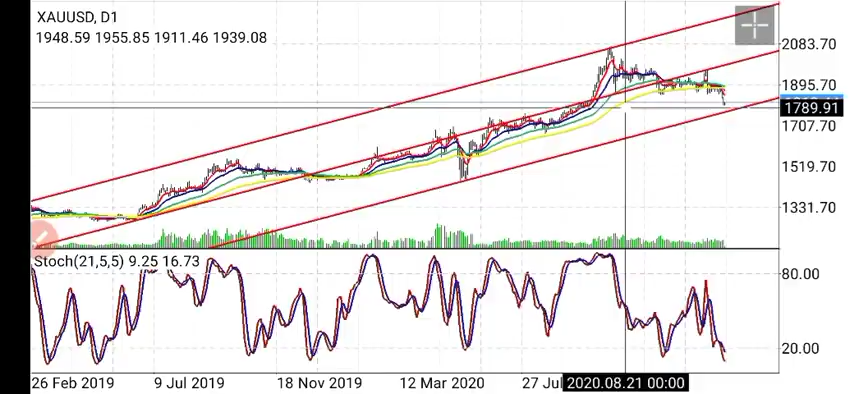 XAUUSD, D1
1948.59 1955.85 1911.46 1939.08
2083.70
1895.70
1789.91
1707.70
1519.70
1331.70
Stoch(21,5,5) 9.25 16.73
80.00
20.00
26 Feb 2019 9 Jul 2019 18 Nov 2019 12 Mar 2020 27 Jul 2020.08.21 00:00